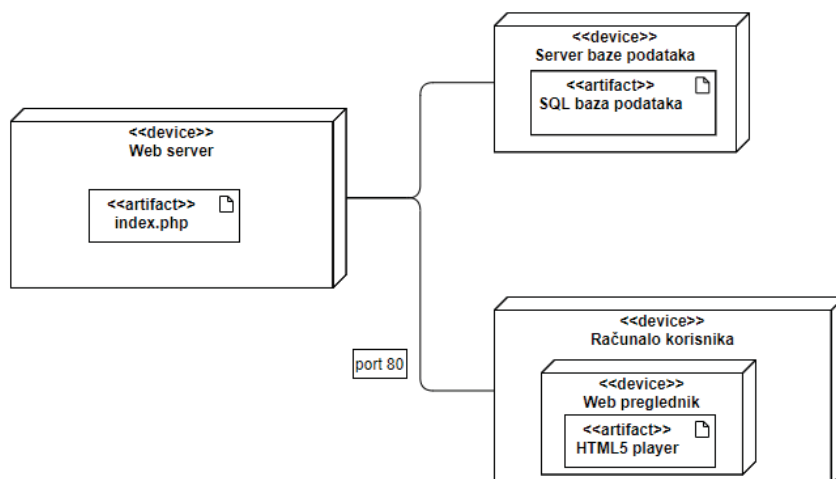 <<device>>
Web server
<<artifact>>
index.php
<<device>>
Server baze podataka
<<artifact>>
SQL baza podataka
port 80
<<device>>
Računalo korisnika
<<device>>
Web preglednik
<<artifact>>
HTML5 player